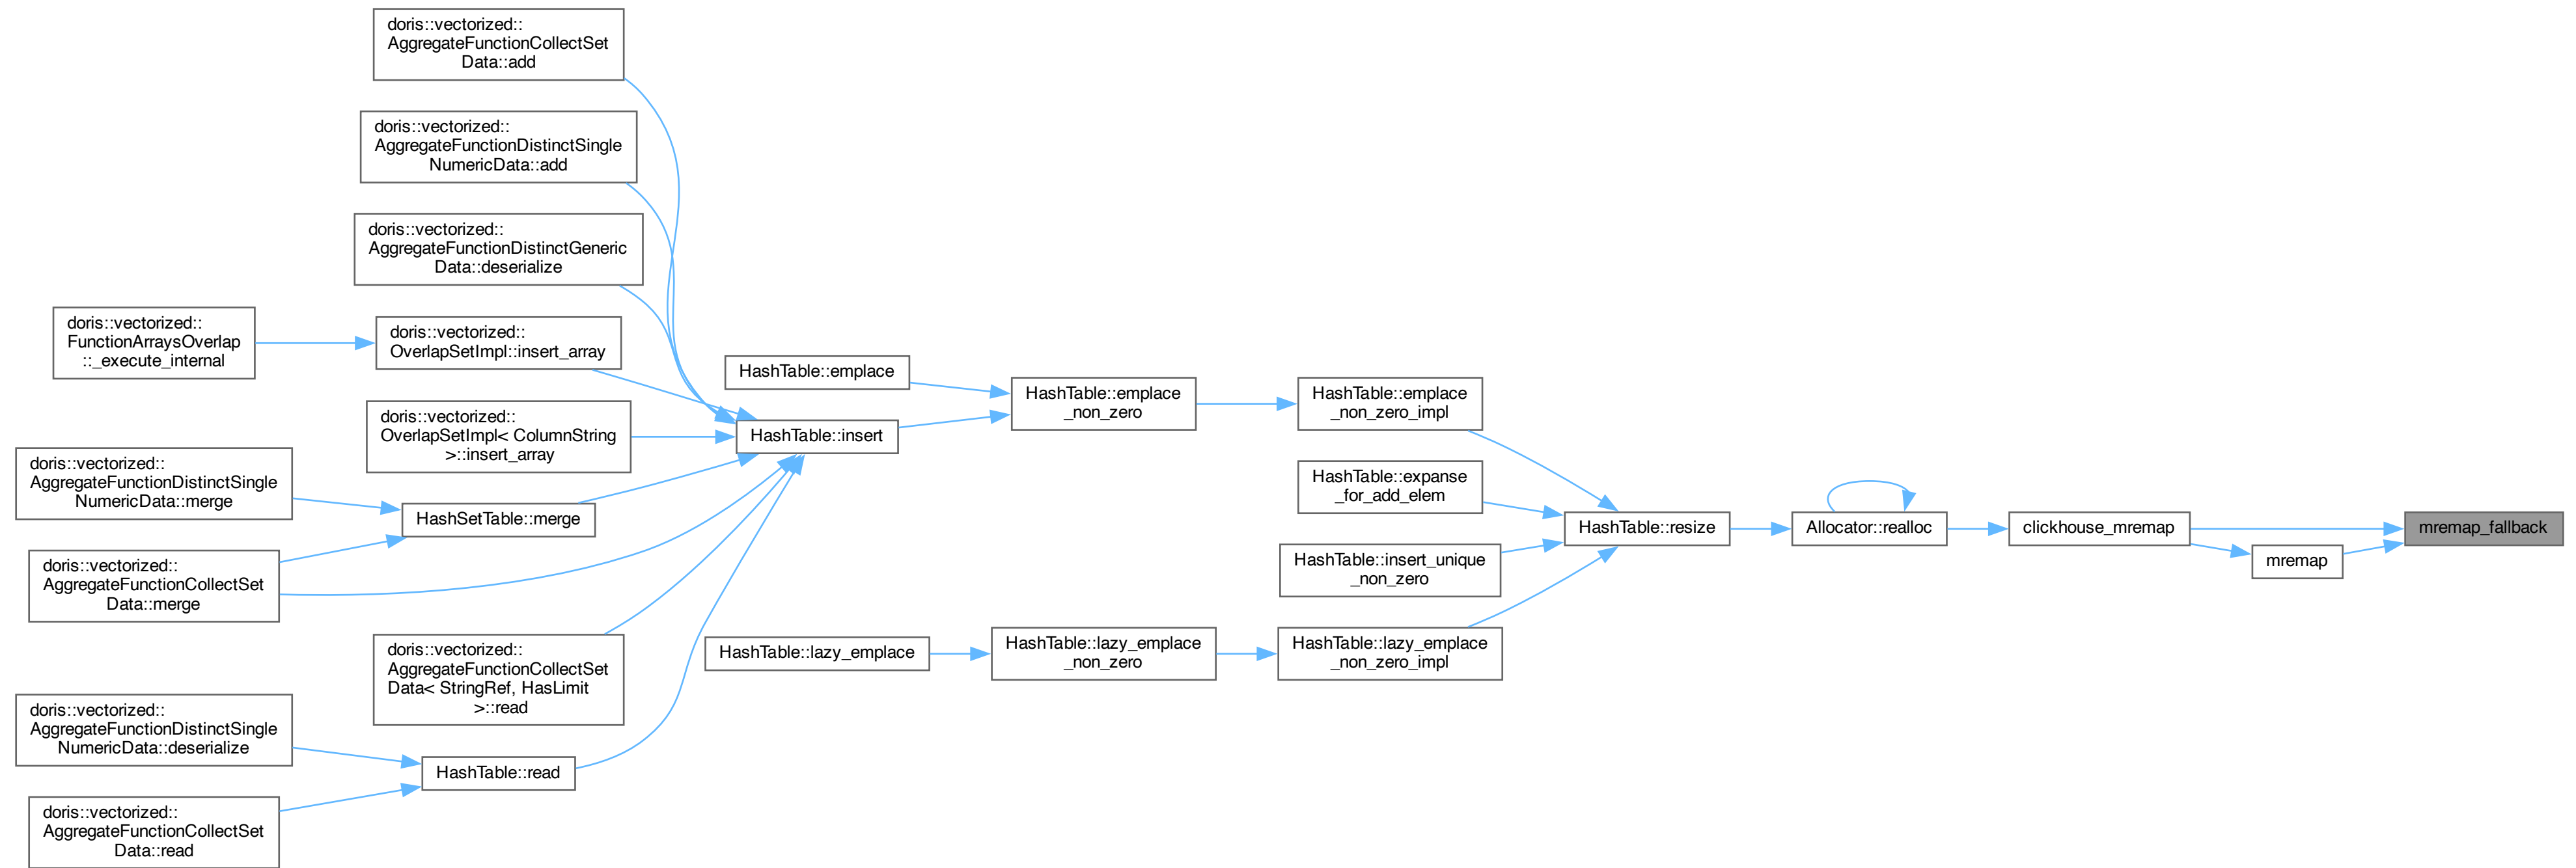 doris::vectorized::
AggregateFunctionCollectSet
Data::add
doris::vectorized::
AggregateFunctionDistinctSingle
NumericData::add
doris::vectorized::
AggregateFunctionDistinctGeneric
Data::deserialize
doris::vectorized::
FunctionArraysOverlap
::_execute_internal
doris::vectorized::
OverlapSetImpl::insert_array
doris::vectorized::
OverlapSetImpl< ColumnString
>::insert_array
doris::vectorized::
AggregateFunctionDistinctSingle
NumericData::merge
HashSetTable::merge
doris::vectorized::
AggregateFunctionCollectSet
Data::merge
doris::vectorized::
AggregateFunctionCollectSet
Data< StringRef, HasLimit
>::read
doris::vectorized::
AggregateFunctionDistinctSingle
NumericData::deserialize
HashTable::read
doris::vectorized::
AggregateFunctionCollectSet
Data::read
HashTable::emplace
HashTable::insert
HashTable::lazy_emplace
HashTable::emplace
_non_zero
HashTable::lazy_emplace
_non_zero
HashTable::emplace
_non_zero_impl
HashTable::expanse
_for_add_elem
HashTable::insert_unique
_non_zero
HashTable::lazy_emplace
_non_zero_impl
HashTable::resize
Allocator::realloc
clickhouse_mremap
mremap
mremap_fallback